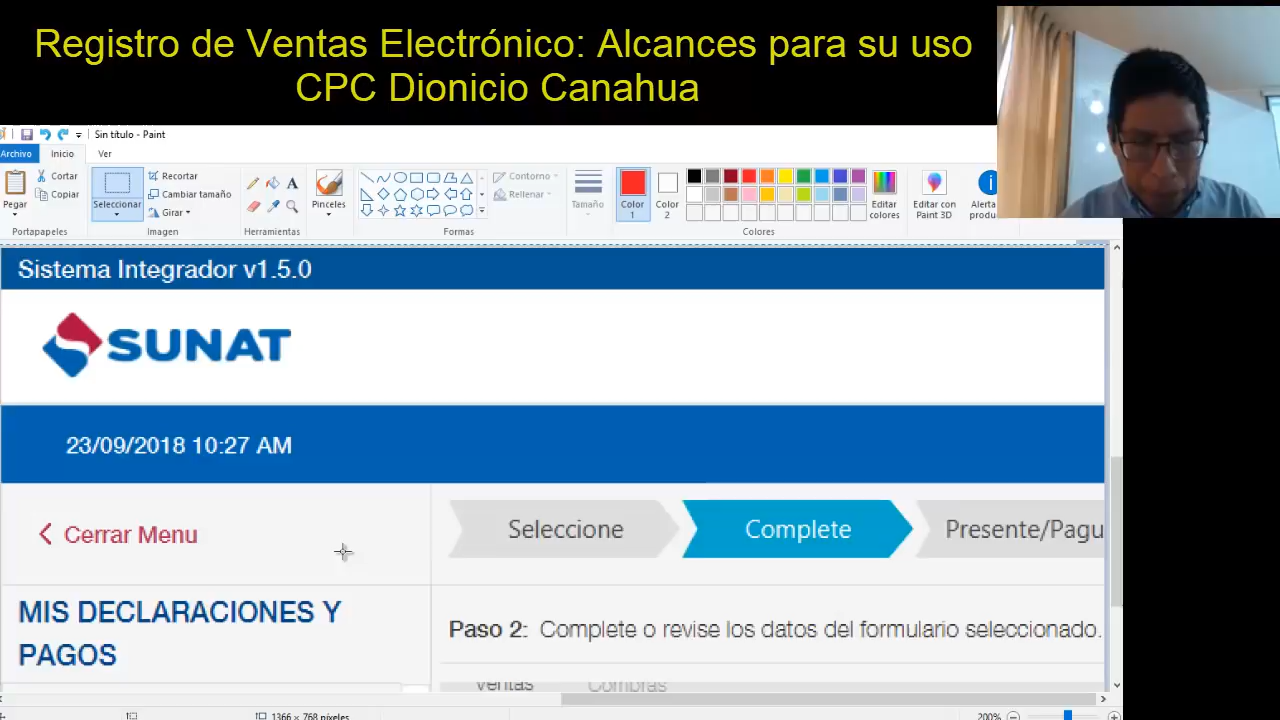 Registro de Ventas Electrónico: Alcances para su uso
CPC Dionicio Canahua
Sin título - Paint
Archivo Inicio Ver
Pegar
Cortar
Copiar
Portapapeles
Seleccionar
Recortar
Cambiar tamaño
Girar
Imagen
Herramientas
Pinceles
Contorno
Rellenar
Formas
Tamaño
Color 1
Color 2
Editar colores
Colores
Editar con Paint 3D
Alerta produ
Sistema Integrador v1.5.0
SUNAT
23/09/2018 10:27 AM
Cerrar Menu
Seleccione Complete Presente/Pagu
MIS DECLARACIONES Y
PAGOS
Paso 2: Complete o revise los datos del formulario seleccionado.
Ventas Compras
1366 × 768 píxeles 200%